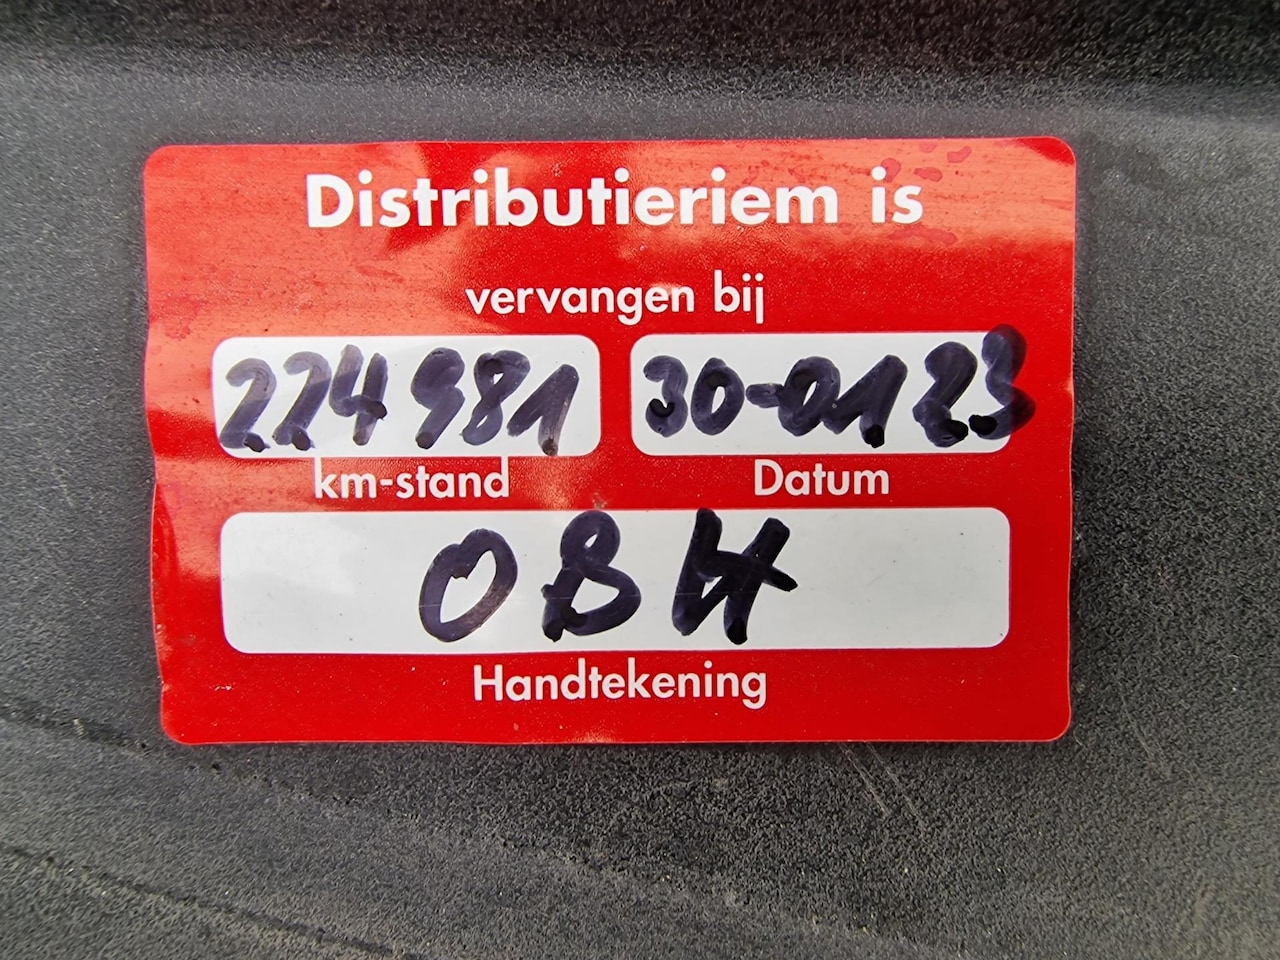 Distributieriem is
vervangen bij
224981 30-01 23
km-stand Datum
OBH
Handtekening